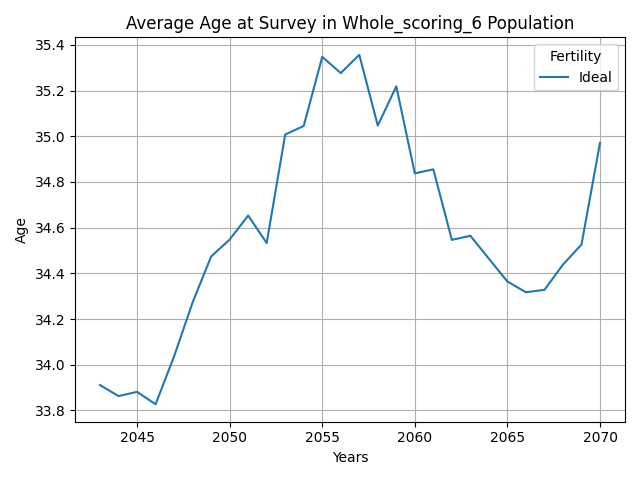 Average Age at Survey in Whole_scoring_6 Population
Fertility
Ideal
35.4
35.2
35.0
34.8
34.6
34.4
34.2
34.0
33.8
Age
2045 2050 2055 2060 2065 2070
Years